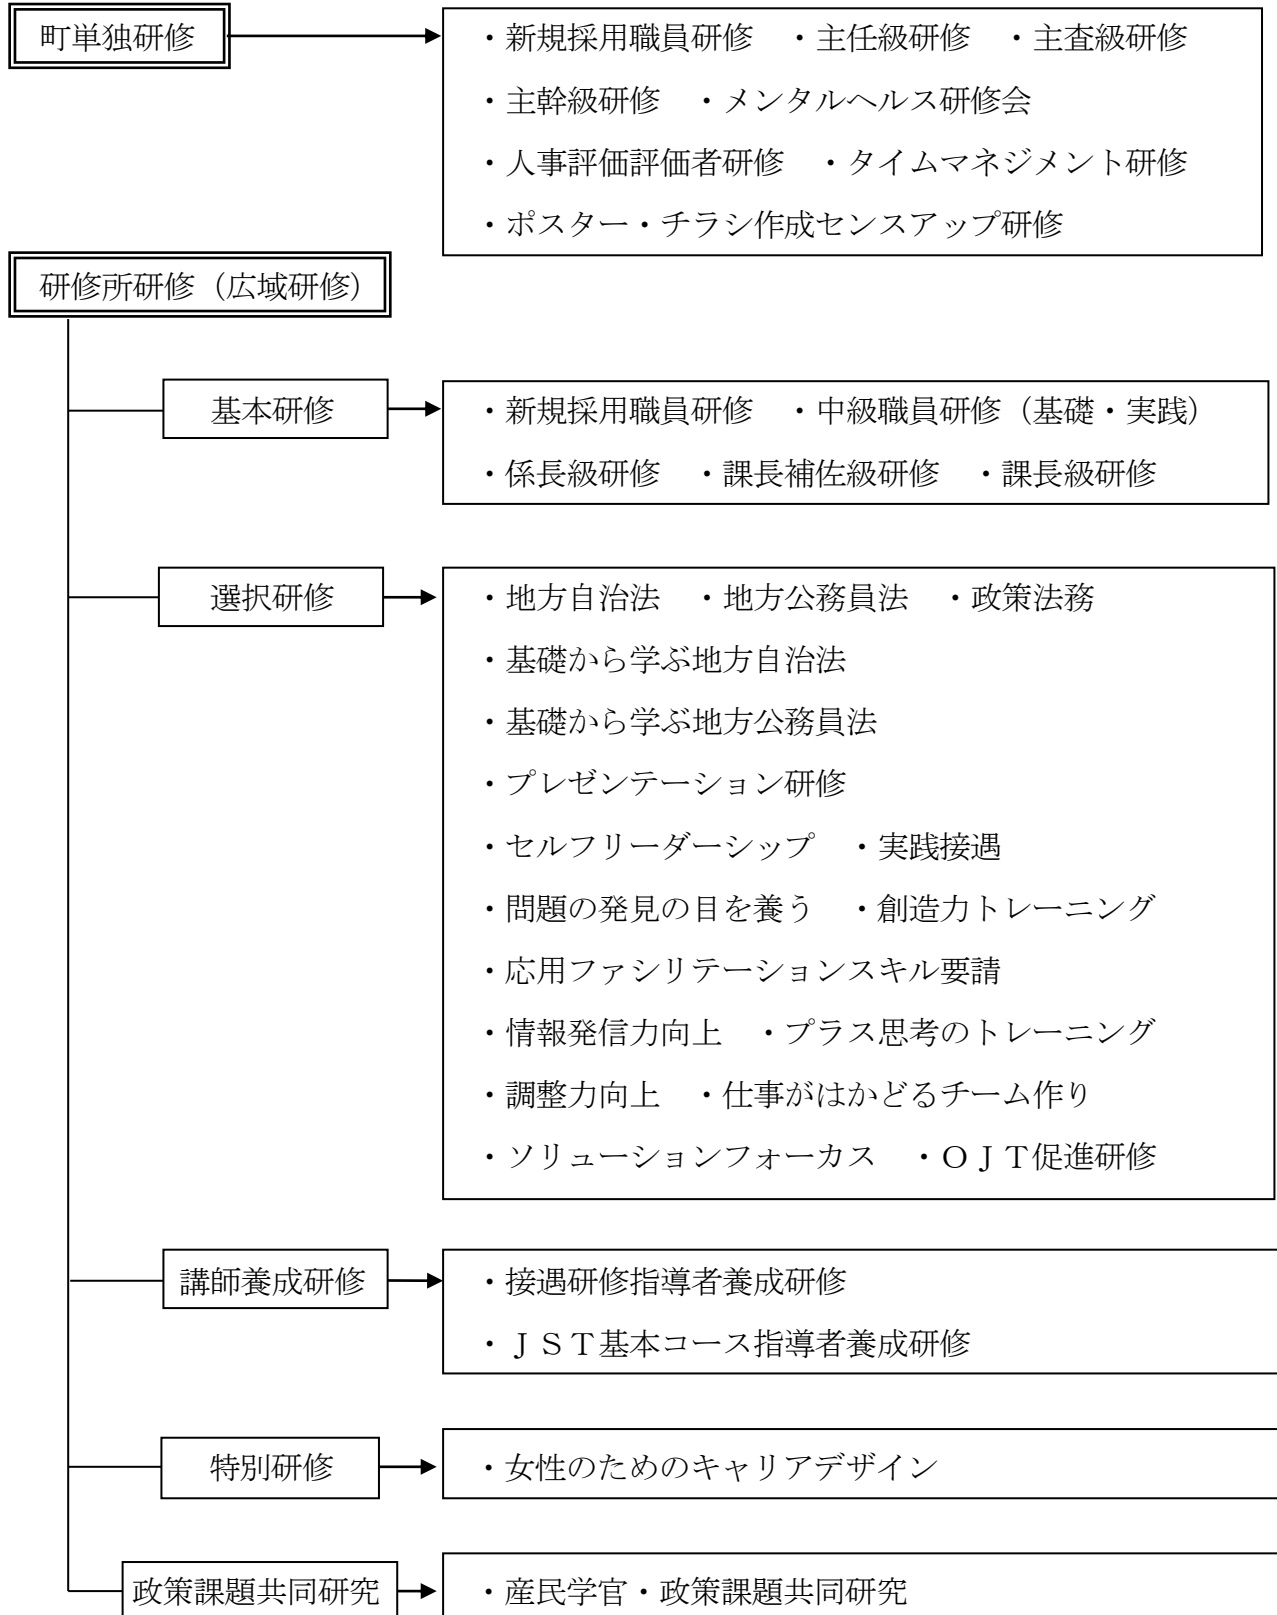 町単独研修
・新規採用職員研修　・主任級研修　・主査級研修
・主幹級研修　・メンタルヘルス研修会
・人事評価評価者研修　・タイムマネジメント研修
・ポスター・チラシ作成センスアップ研修
研修所研修（広域研修）
基本研修
・新規採用職員研修　・中級職員研修（基礎・実践）
・係長級研修　・課長補佐級研修　・課長級研修
選択研修
・地方自治法　・地方公務員法　・政策法務
・基礎から学ぶ地方自治法
・基礎から学ぶ地方公務員法
・プレゼンテーション研修
・セルフリーダーシップ　・実践接遇
・問題の発見の目を養う　・創造力トレーニング
・応用ファシリテーションスキル要請
・情報発信力向上　・プラス思考のトレーニング
・調整力向上　・仕事がはかどるチーム作り
・ソリューションフォーカス　・ＯＪＴ促進研修
講師養成研修
・接遇研修指導者養成研修
・ＪＳＴ基本コース指導者養成研修
特別研修
・女性のためのキャリアデザイン
政策課題共同研究
・産民学官・政策課題共同研究